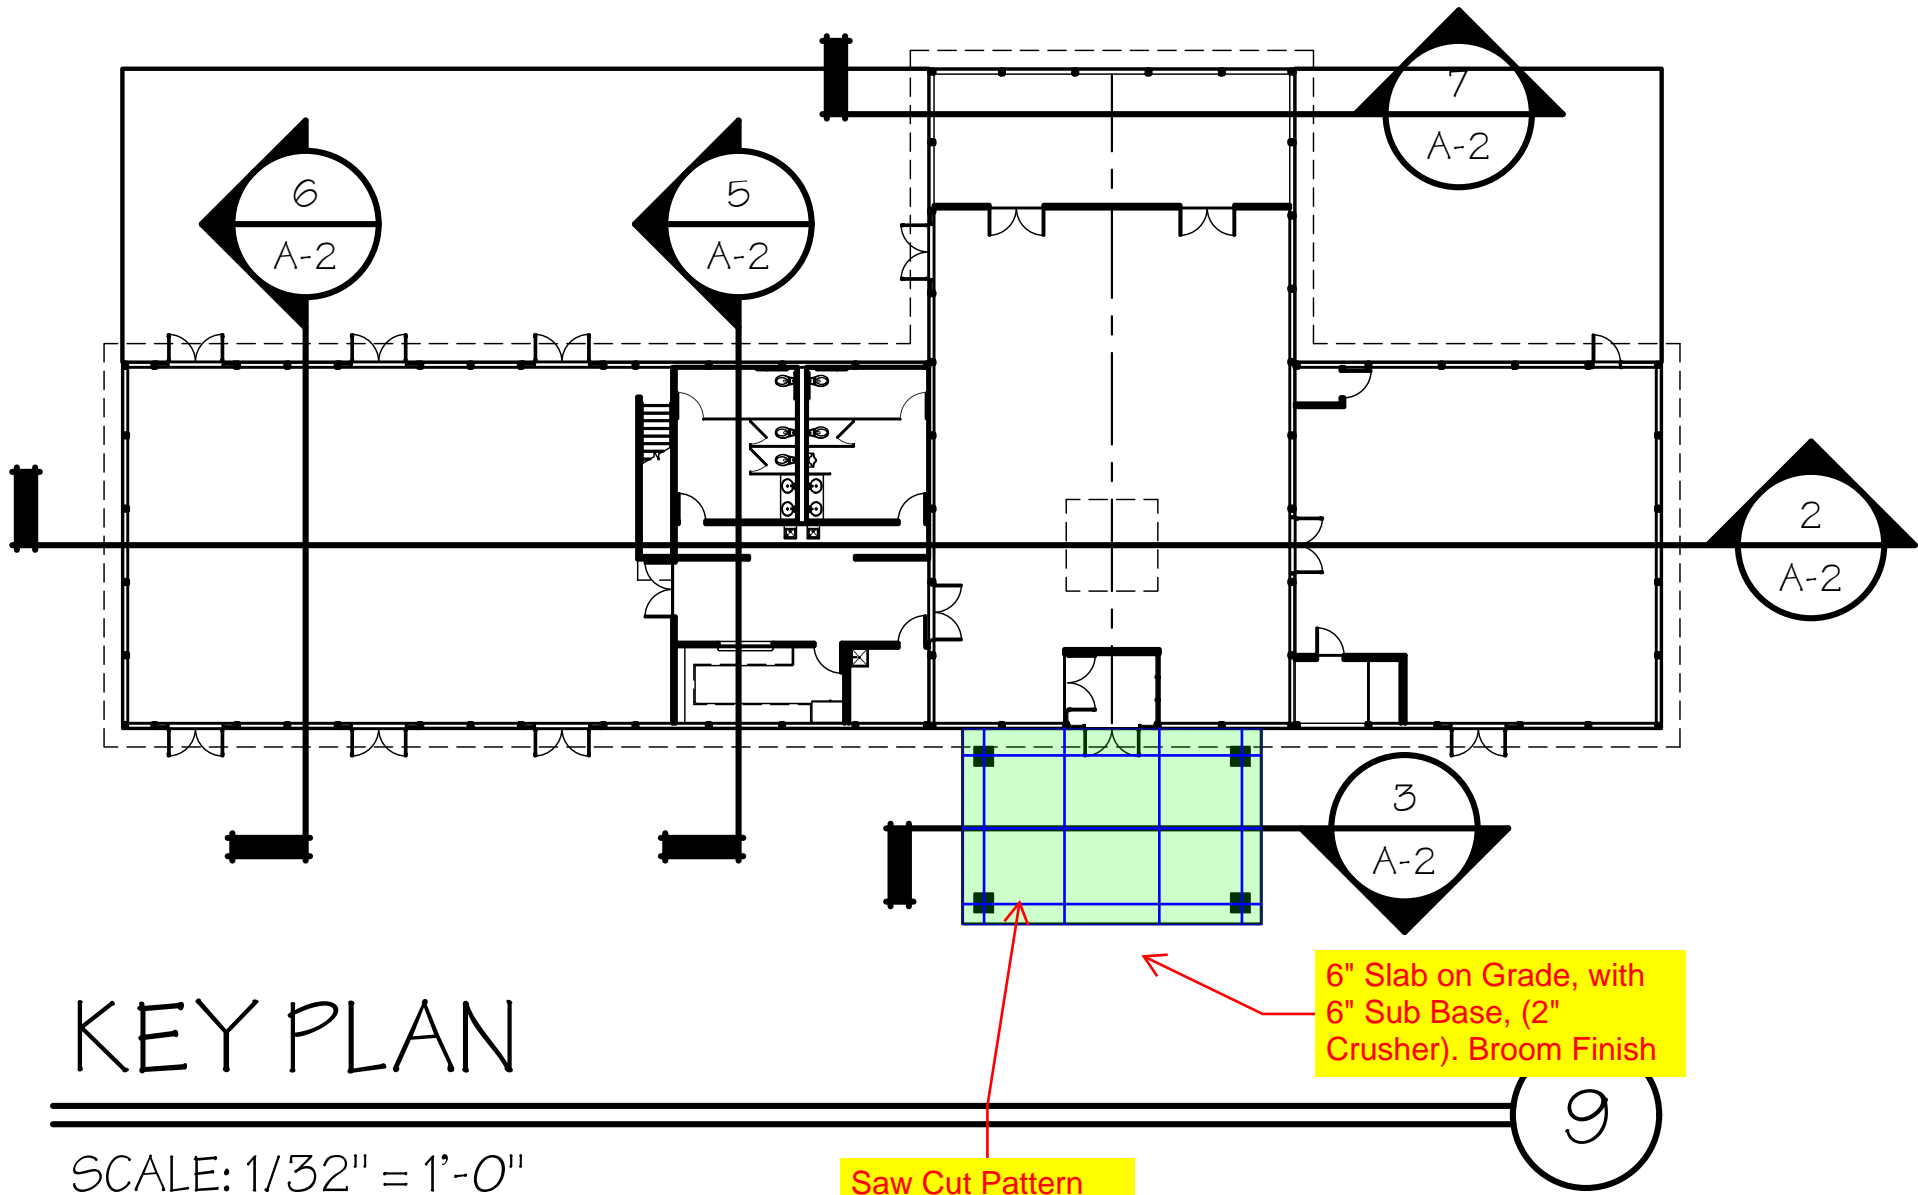 7
A-2
6
A-2
5
A-2
2
A-2
3
A-2
6" Slab on Grade, with
6" Sub Base, (2"
Crusher). Broom Finish
KEY PLAN
9
SCALE: 1/32" = 1'-0"
Saw Cut Pattern